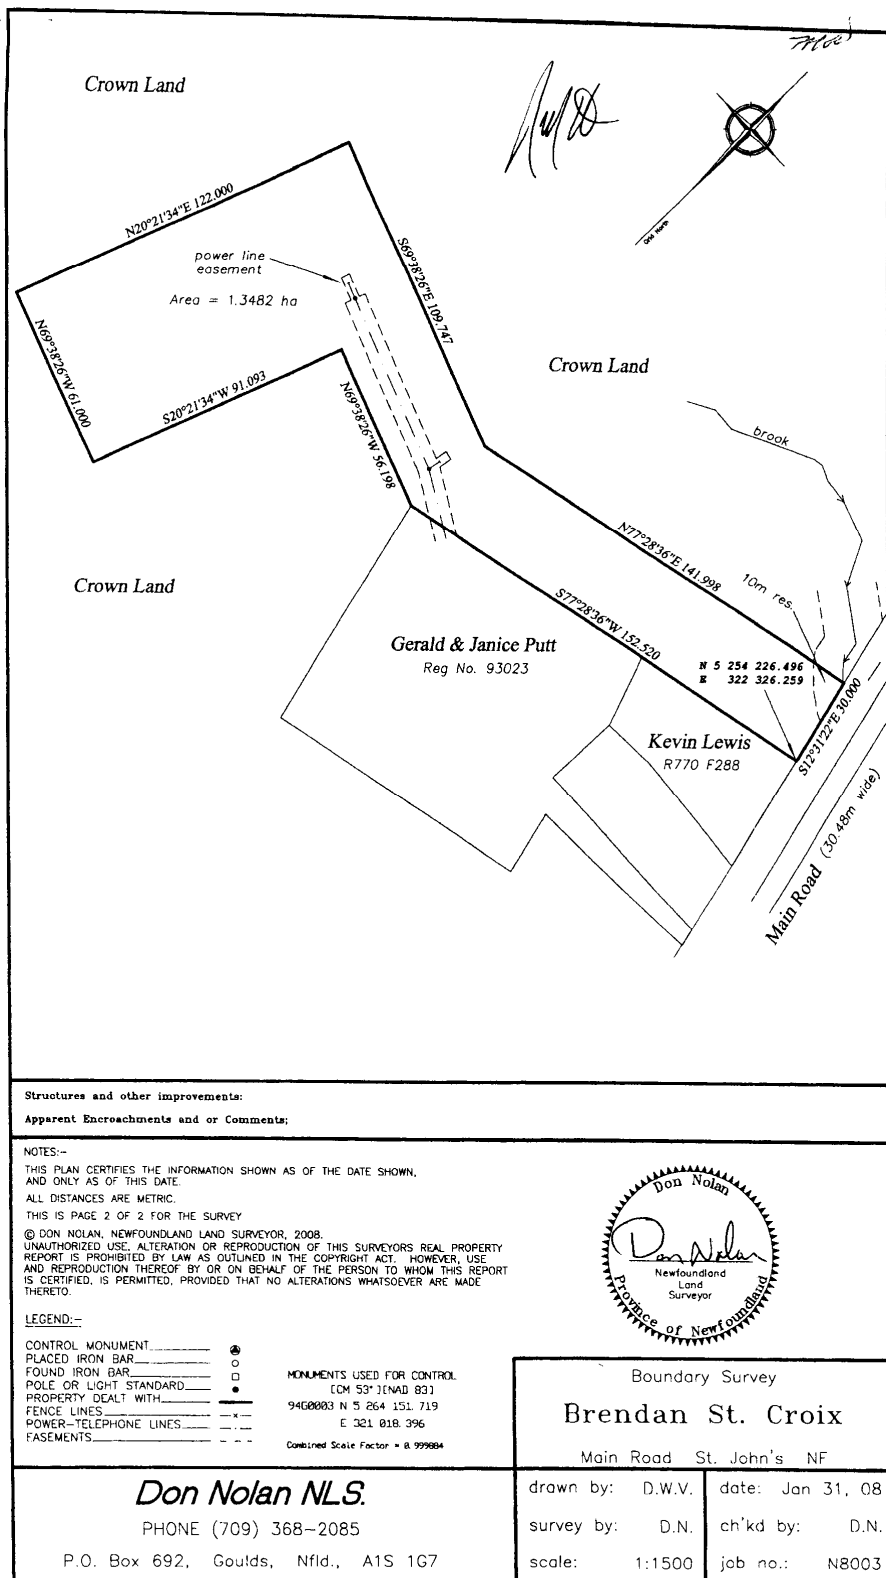 Crown Land
N20°21'34"E 122.000
power line
easement
Area = 1.3482 ha
S69°38'26"E 109.747
Grid North
N69°38'26"W 61.000
S20°21'34"W 91.093
N69°38'26"W 56.198
Crown Land
brook
N77°28'36"E 141.998
10m res.
Crown Land
S77°28'36"W 152.520
Gerald & Janice Putt
Reg No. 93023
N 5 254 226.496
E 322 326.259
S12°31'22"E 30.000
Kevin Lewis
R770 F288
Main Road (30.48m wide)
Structures and other improvements:
Apparent Encroachments and or Comments;
NOTES:-
THIS PLAN CERTIFIES THE INFORMATION SHOWN AS OF THE DATE SHOWN,
AND ONLY AS OF THIS DATE.
ALL DISTANCES ARE METRIC.
THIS IS PAGE 2 OF 2 FOR THE SURVEY
© DON NOLAN, NEWFOUNDLAND LAND SURVEYOR, 2008.
UNAUTHORIZED USE, ALTERATION OR REPRODUCTION OF THIS SURVEYORS REAL PROPERTY
REPORT IS PROHIBITED BY LAW AS OUTLINED IN THE COPYRIGHT ACT. HOWEVER, USE
AND REPRODUCTION THEREOF BY OR ON BEHALF OF THE PERSON TO WHOM THIS REPORT
IS CERTIFIED, IS PERMITTED, PROVIDED THAT NO ALTERATIONS WHATSOEVER ARE MADE
THERETO.
LEGEND:-
CONTROL MONUMENT
PLACED IRON BAR
FOUND IRON BAR
POLE OR LIGHT STANDARD
PROPERTY DEALT WITH
FENCE LINES
POWER-TELEPHONE LINES
EASEMENTS
MONUMENTS USED FOR CONTROL
[CM 53°][NAD 83]
94G0003 N 5 264 151.719
E 321 018.396
Combined Scale Factor = 0.999884
Don Nolan
Don Nolan
Newfoundland
Land
Surveyor
Province of Newfoundland
Boundary Survey
Brendan St. Croix
Main Road St. John's NF
Don Nolan NLS.
PHONE (709) 368-2085
P.O. Box 692, Goulds, Nfld., A1S 1G7
drawn by: D.W.V.
date: Jan 31, 08
survey by: D.N.
ch'kd by: D.N.
scale: 1:1500
job no.: N8003